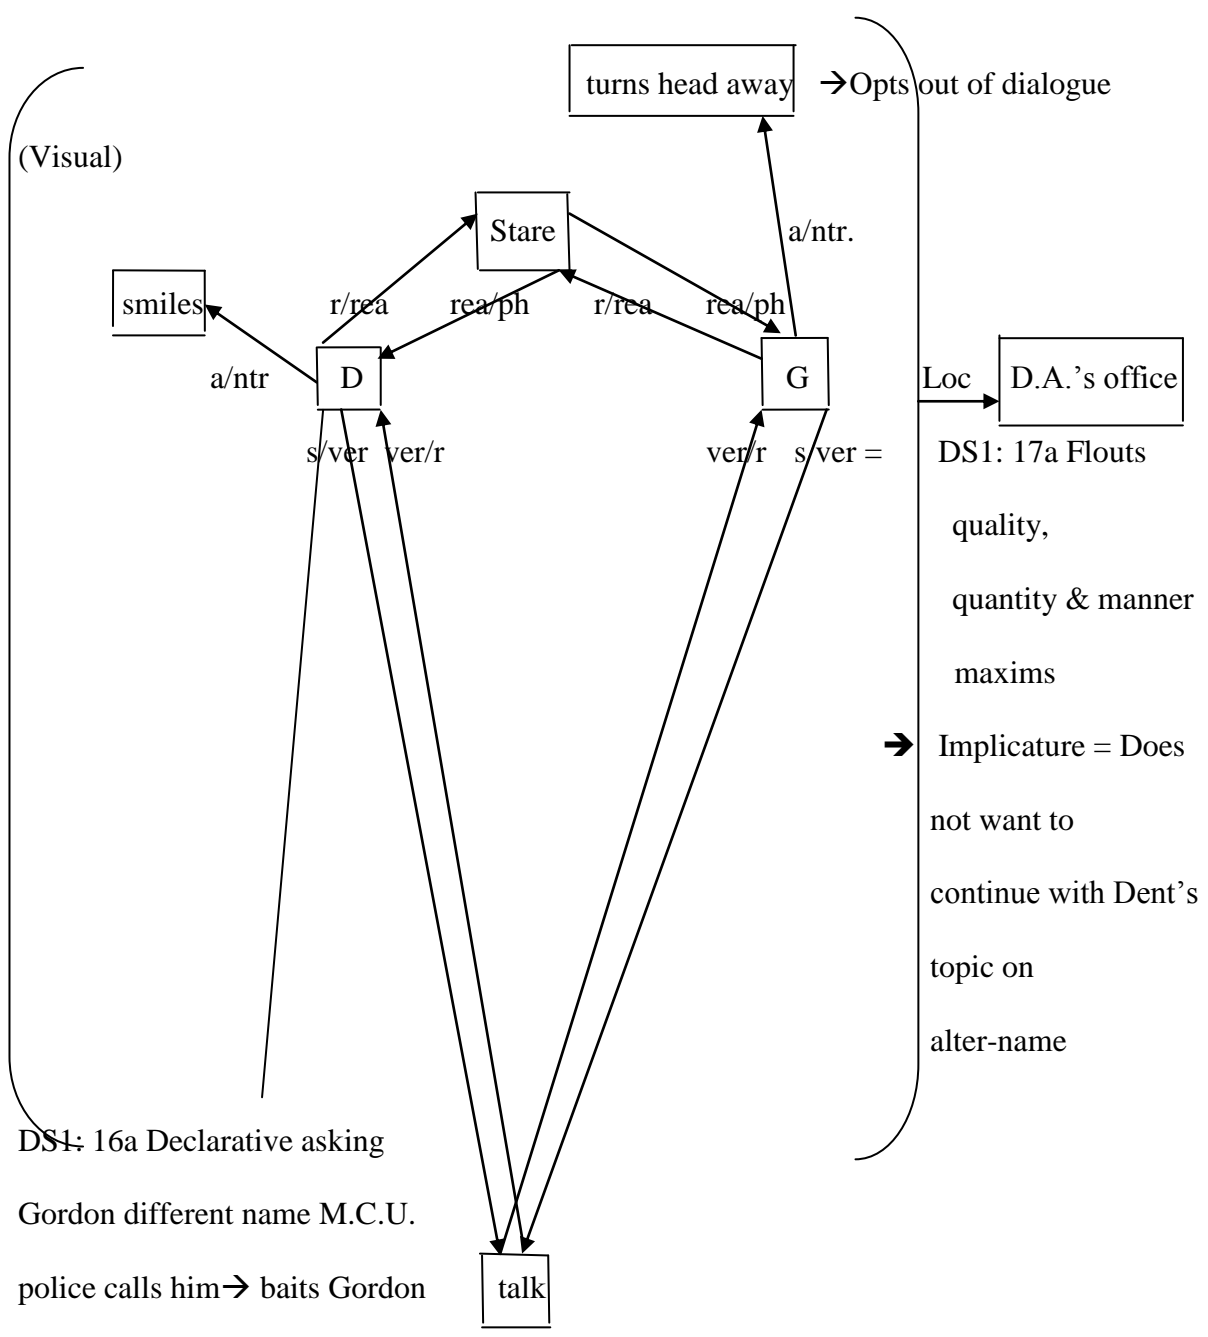 turns head away →Opts out of dialogue
(Visual)
Stare a/ntr.
smiles r/rea rea/ph r/rea rea/ph
a/ntr D G Loc D.A.'s office
s/ver ver/r ver/r s/ver = DS1: 17a Flouts
quality,
quantity & manner
maxims
➔ Implicature = Does
not want to
continue with Dent's
topic on
alter-name
DS1: 16a Declarative asking
Gordon different name M.C.U.
police calls him→ baits Gordon talk